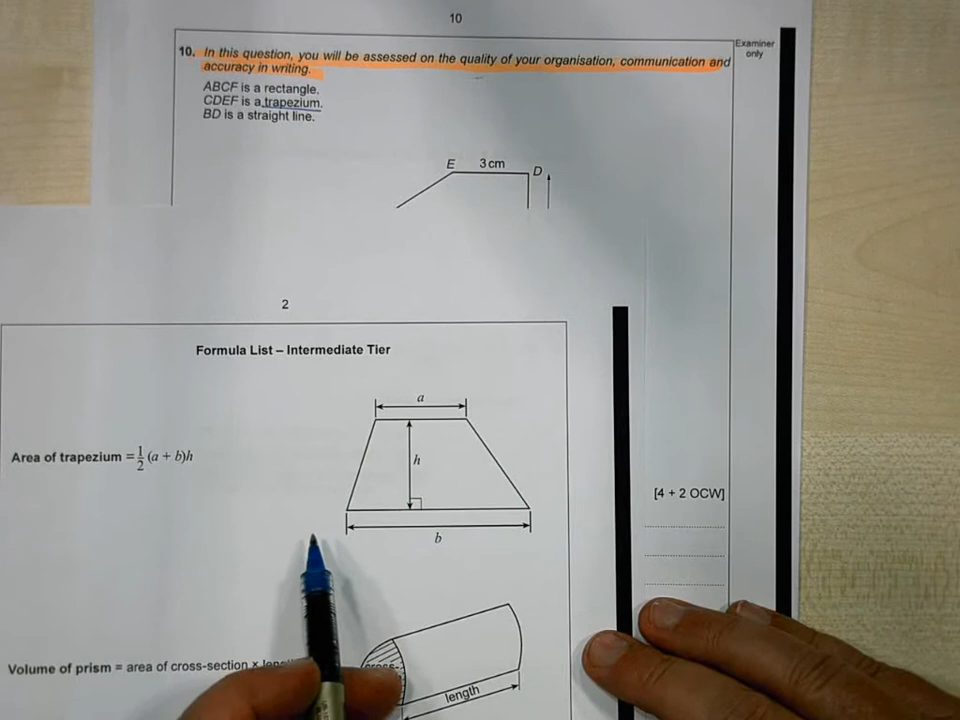 10
Examiner
only
10. In this question, you will be assessed on the quality of your organisation, communication and
accuracy in writing.
ABCF is a rectangle.
CDEF is a trapezium.
BD is a straight line.
E 3 cm D
2
Formula List – Intermediate Tier
a
Area of trapezium = 1/2 (a + b)h
h
[4 + 2 OCW]
b
Volume of prism = area of cross-section x
cross-
length